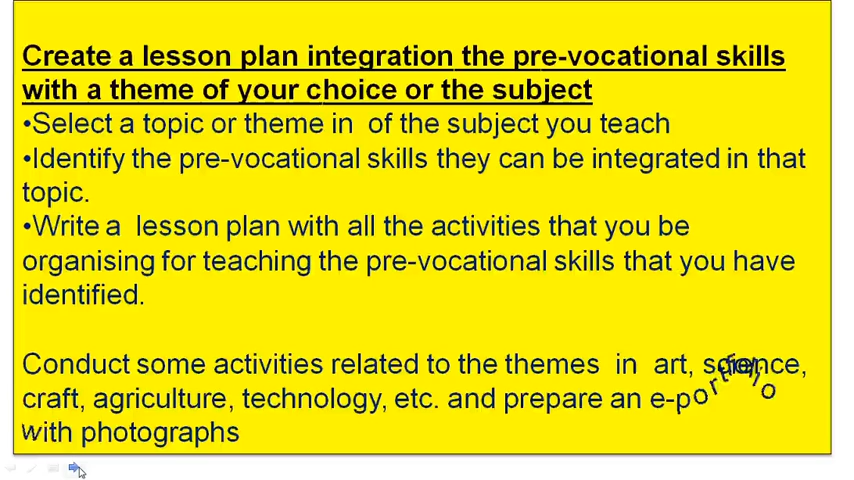 Create a lesson plan integration the pre-vocational skills
with a theme of your choice or the subject
•Select a topic or theme in of the subject you teach
•Identify the pre-vocational skills they can be integrated in that
topic.
•Write a lesson plan with all the activities that you be
organising for teaching the pre-vocational skills that you have
identified.
Conduct some activities related to the themes in art, science,
craft, agriculture, technology, etc. and prepare an e-portfolio
with photographs